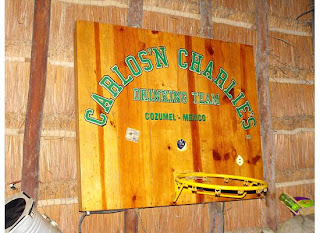 CARLOS'N CHARLIE'S
DRINKING TEAM
COZUMEL - MEXICO